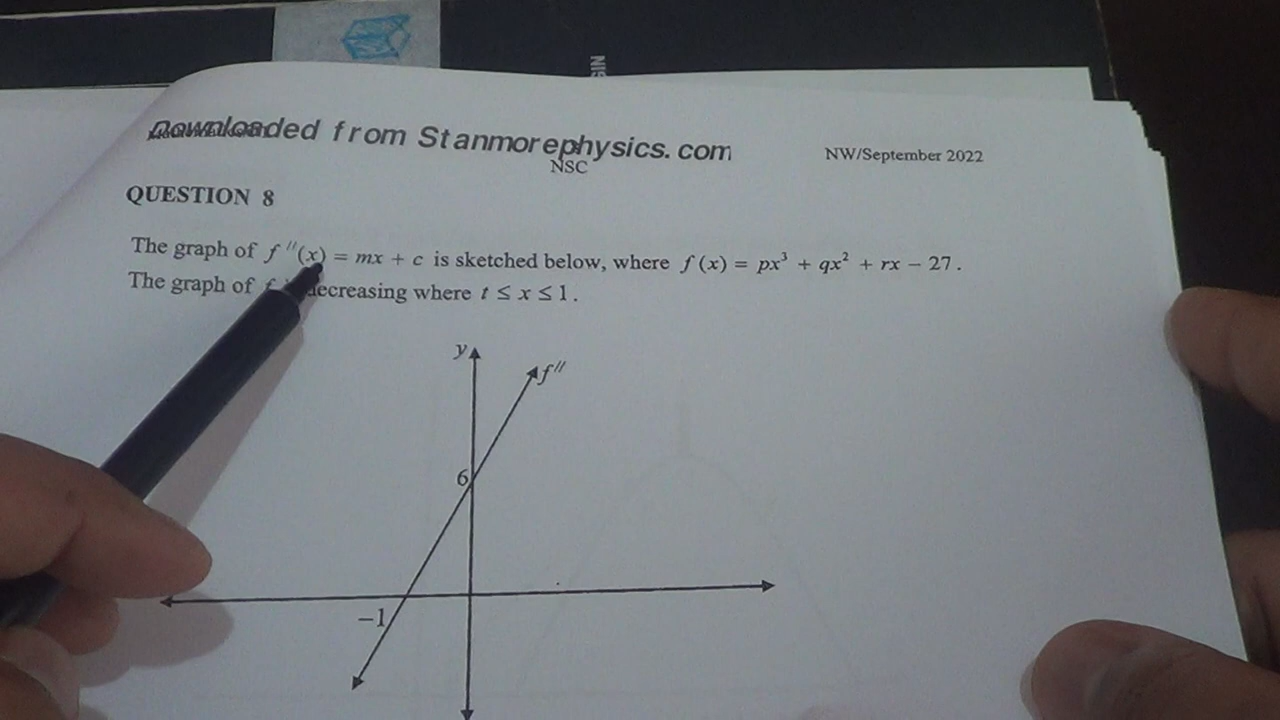 Downloaded from Stanmorephysics.com
NSC
NW/September 2022
QUESTION 8
The graph of f ''(x) = mx + c is sketched below, where f (x) = px³ + qx² + rx − 27.
The graph of decreasing where t ≤ x ≤ 1.
y
f ''
6
−1